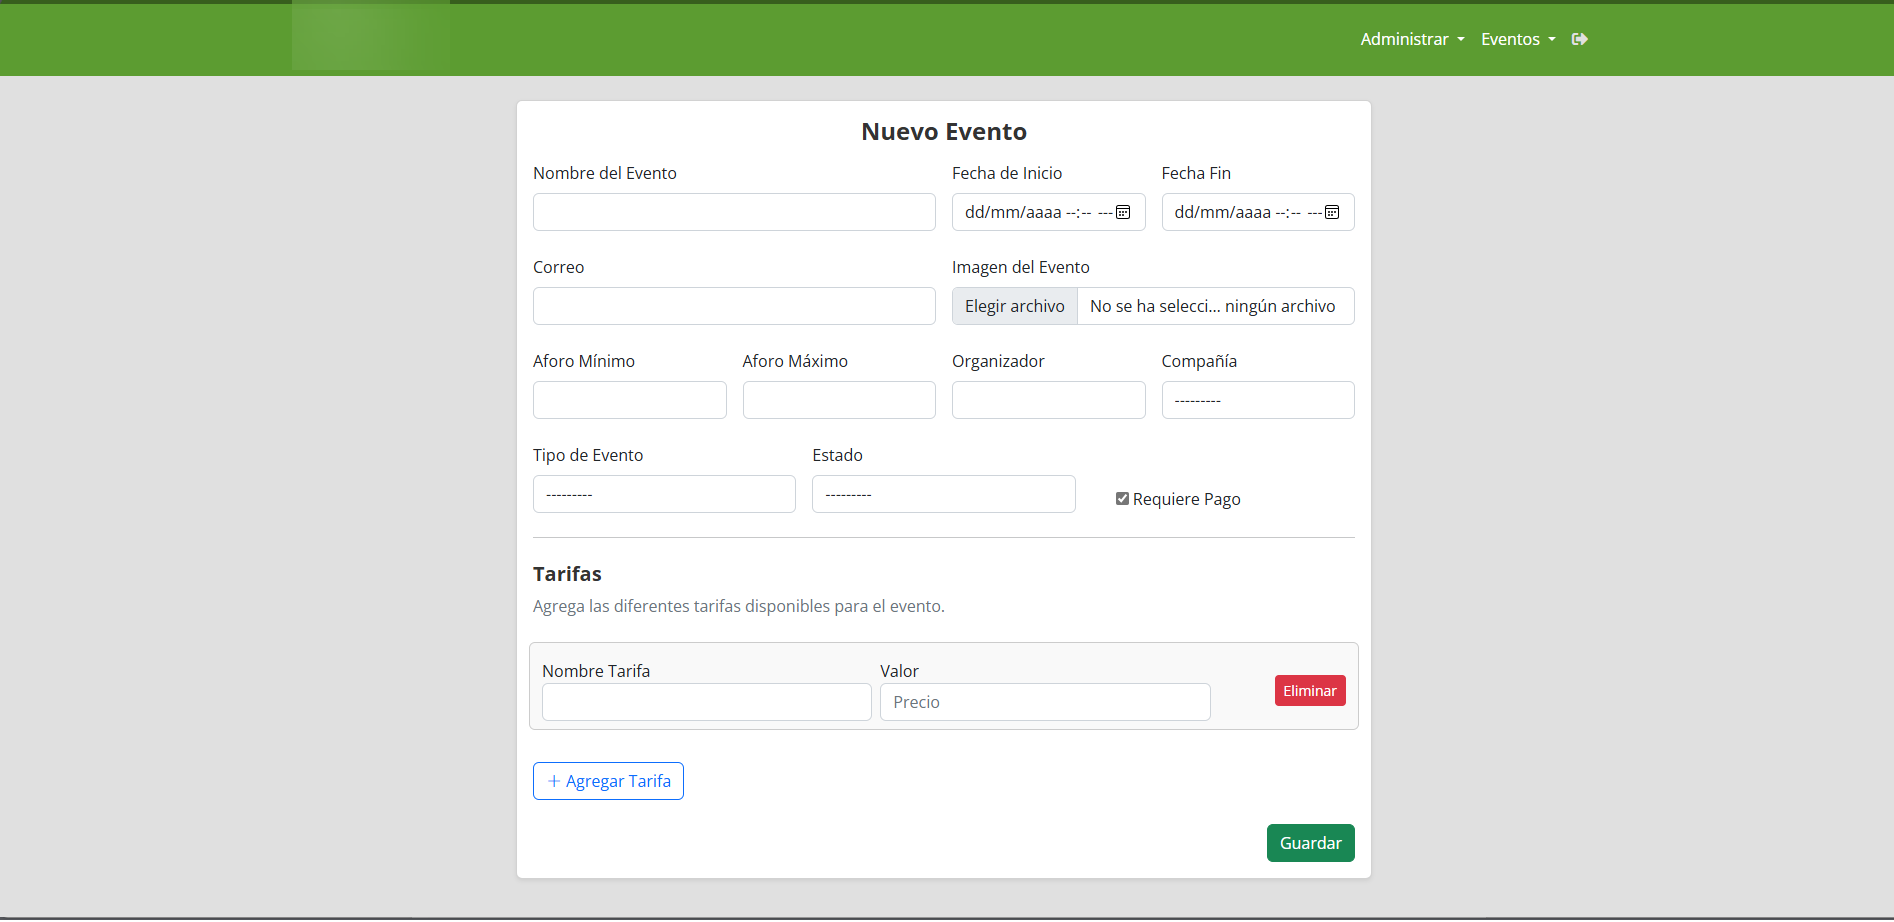 Administrar Eventos
Nuevo Evento
Nombre del Evento Fecha de Inicio Fecha Fin
dd/mm/aaaa --:-- --- dd/mm/aaaa --:-- ---
Correo Imagen del Evento
Elegir archivo No se ha selecci... ningún archivo
Aforo Mínimo Aforo Máximo Organizador Compañía
---------
Tipo de Evento Estado
--------- --------- Requiere Pago
Tarifas
Agrega las diferentes tarifas disponibles para el evento.
Nombre Tarifa Valor
Precio Eliminar
+ Agregar Tarifa
Guardar